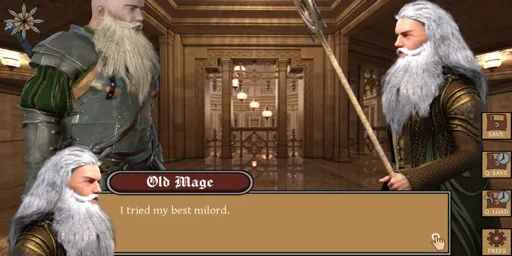 Old Mage
I tried my best milord.
SAVE
Q. SAVE
Q. LOAD
PREFS